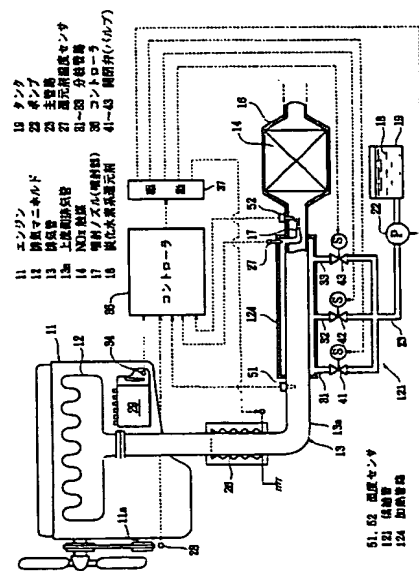 11 エンジン
12 排気マニホルド
13 排気管
13a 上流側排気管
14 NOx触媒
17 噴射ノズル(噴射部)
18 炭化水素系還元剤
19 タンク
22 ポンプ
23 主管路
27 還元剤温度センサ
31~33 分岐管路
36 コントローラ
41~43 開閉弁(バルブ)
51,52 温度センサ
121 供給管
124 加熱管路
11
12
11a
34
29
28
26
13
13a
コントローラ
36
37
51
124
27
17
52
14
16
31
32
33
41
42
43
S
S
S
121
23
22
P
18
19